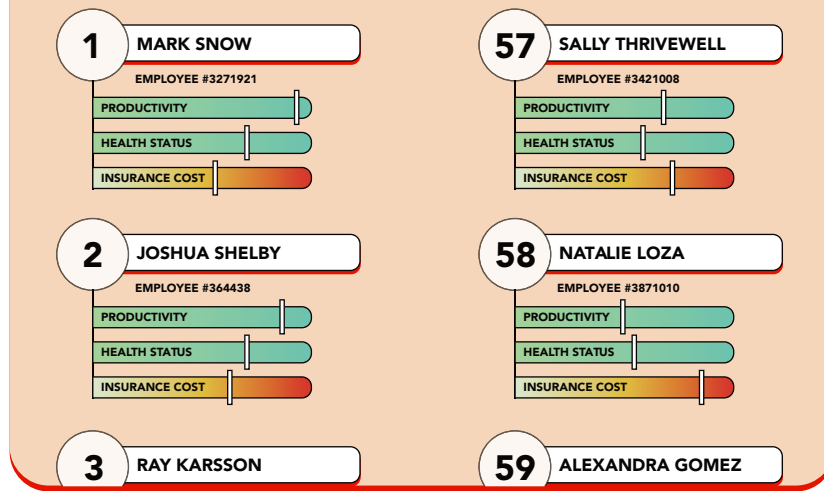 1
MARK SNOW
EMPLOYEE #3271921
PRODUCTIVITY
HEALTH STATUS
INSURANCE COST
2
JOSHUA SHELBY
EMPLOYEE #364438
PRODUCTIVITY
HEALTH STATUS
INSURANCE COST
3
RAY KARSSON
57
SALLY THRIVEWELL
EMPLOYEE #3421008
PRODUCTIVITY
HEALTH STATUS
INSURANCE COST
58
NATALIE LOZA
EMPLOYEE #3871010
PRODUCTIVITY
HEALTH STATUS
INSURANCE COST
59
ALEXANDRA GOMEZ